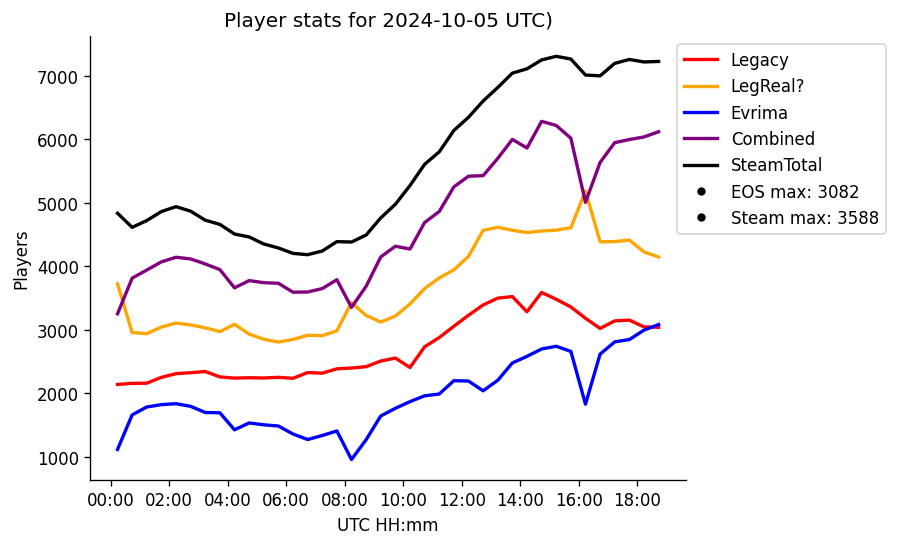 Player stats for 2024-10-05 UTC)
Players
7000
6000
5000
4000
3000
2000
1000
00:00 02:00 04:00 06:00 08:00 10:00 12:00 14:00 16:00 18:00
UTC HH:mm
Legacy
LegReal?
Evrima
Combined
SteamTotal
EOS max: 3082
Steam max: 3588